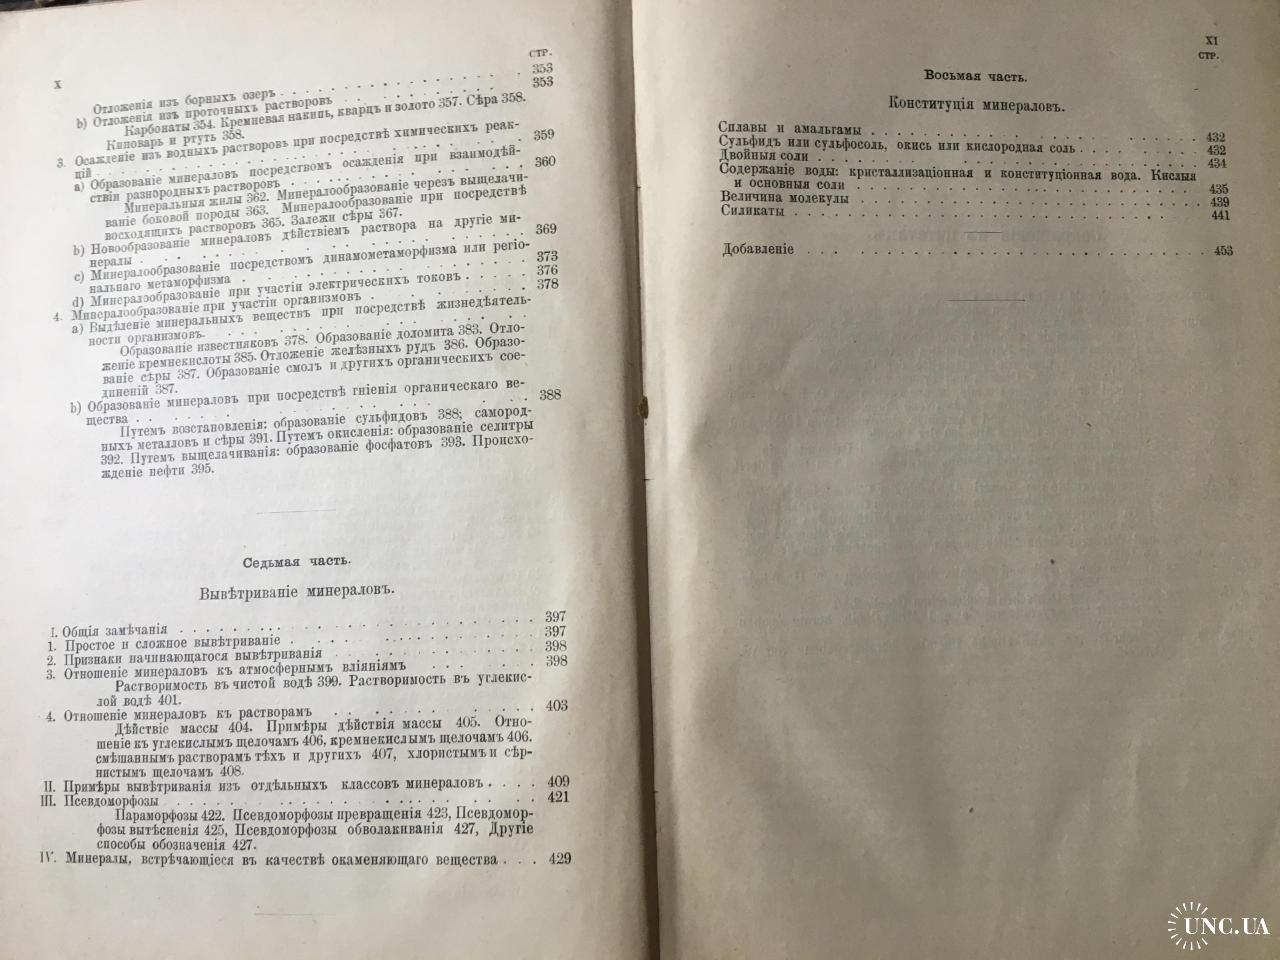 X
СТР.
Отложенія изъ борныхъ озеръ . . . . . . . . . . . . 353
b) Отложенія изъ проточныхъ растворовъ . . . . . . . . 353
Карбонаты 354. Кремневая накипь, кварцъ и золото 357. Сѣра 358.
Киноварь и ртуть 358.
3. Осажденіе изъ водныхъ растворовъ при посредствѣ химическихъ реак-
цій . . . . . . . . . . . . 359
a) Образованіе минераловъ посредствомъ осажденія при взаимодѣй-
ствіи разнородныхъ растворовъ . . . . . . . . 360
Минеральныя жилы 362. Минералообразованіе черезъ выщелачи-
ваніе боковой породы 363. Минералообразованіе при посредствѣ
восходящихъ растворовъ 365. Залежи сѣры 367.
b) Новообразованіе минераловъ дѣйствіемъ раствора на другіе ми-
нералы . . . . . . . . . . . . 369
c) Минералообразованіе посредствомъ динамометаморфизма или регіо-
нальнаго метаморфизма . . . . . . . . 373
d) Минералообразованіе при участіи электрическихъ токовъ . . . . . 376
4. Минералообразованіе при участіи организмовъ . . . . . . . . 378
a) Выдѣленіе минеральныхъ веществъ при посредствѣ жизнедѣятель-
ности организмовъ. . . . . . . . . . . .
Образованіе известняковъ 378. Образованіе доломита 383. Отло-
женіе кремнекислоты 385. Отложеніе желѣзныхъ рудъ 386. Образо-
ваніе сѣры 387. Образованіе смолъ и другихъ органическихъ сое-
диненій 387.
b) Образованіе минераловъ при посредствѣ гніенія органическаго ве-
щества . . . . . . . . . . . . 388
Путемъ возстановленія: образованіе сульфидовъ 388; самород-
ныхъ металловъ и сѣры 391. Путемъ окисленія: образованіе селитры
392. Путемъ выщелачиванія: образованіе фосфатовъ 393. Происхо-
жденіе нефти 395.
Седьмая часть.
Вывѣтриваніе минераловъ.
I. Общія замѣчанія . . . . . . . . . . . . 397
1. Простое и сложное вывѣтриваніе . . . . . . . . 397
2. Признаки начинающагося вывѣтриванія . . . . . . . . 398
3. Отношеніе минераловъ къ атмосфернымъ вліяніямъ . . . . . . 398
Растворимость въ чистой водѣ 399. Растворимость въ углекис-
лой водѣ 401.
4. Отношеніе минераловъ къ растворамъ . . . . . . . . 403
Дѣйствіе массы 404. Примѣры дѣйствія массы 405. Отно-
шеніе къ углекислымъ щелочамъ 406, кремнекислымъ щелочамъ 406.
смѣшаннымъ растворамъ тѣхъ и другихъ 407, хлористымъ и сѣр-
нистымъ щелочамъ 408.
II. Примѣры вывѣтриванія изъ отдѣльныхъ классовъ минераловъ . . . . 409
III. Псевдоморфозы . . . . . . . . . . . . 421
Параморфозы 422. Псевдоморфозы превращенія 423, Псевдомор-
фозы вытѣсненія 425, Псевдоморфозы обволакиванія 427, Другіе
способы обозначенія 427.
IV. Минералы, встрѣчающіеся въ качествѣ окаменяющаго вещества . . . 429
XI
СТР.
Восьмая часть.
Конституція минераловъ.
Сплавы и амальгамы . . . . . . . . . . . . 432
Сульфидъ или сульфосоль, окись или кислородная соль . . . . . . . . 432
Двойныя соли . . . . . . . . . . . . 434
Содержаніе воды: кристаллизаціонная и конституціонная вода. Кислыя
и основныя соли . . . . . . . . . . . . 435
Величина молекулы . . . . . . . . . . . . 439
Силикаты . . . . . . . . . . . . 441
Добавленіе . . . . . . . . . . . . 453
UNC.UA